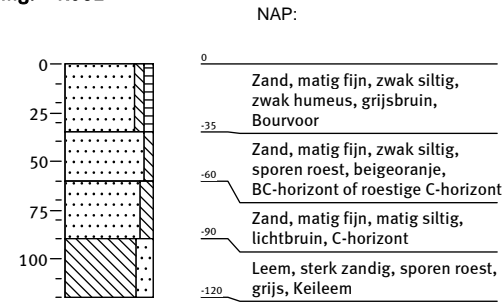 NAP:
0
0
Zand, matig fijn, zwak siltig,
zwak humeus, grijsbruin,
Bouwvoor
25
-35
Zand, matig fijn, zwak siltig,
sporen roest, beigeoranje,
BC-horizont of roestige C-horizont
50
-60
Zand, matig fijn, matig siltig,
lichtbruin, C-horizont
75
-90
Leem, sterk zandig, sporen roest,
grijs, Keileem
100
-120